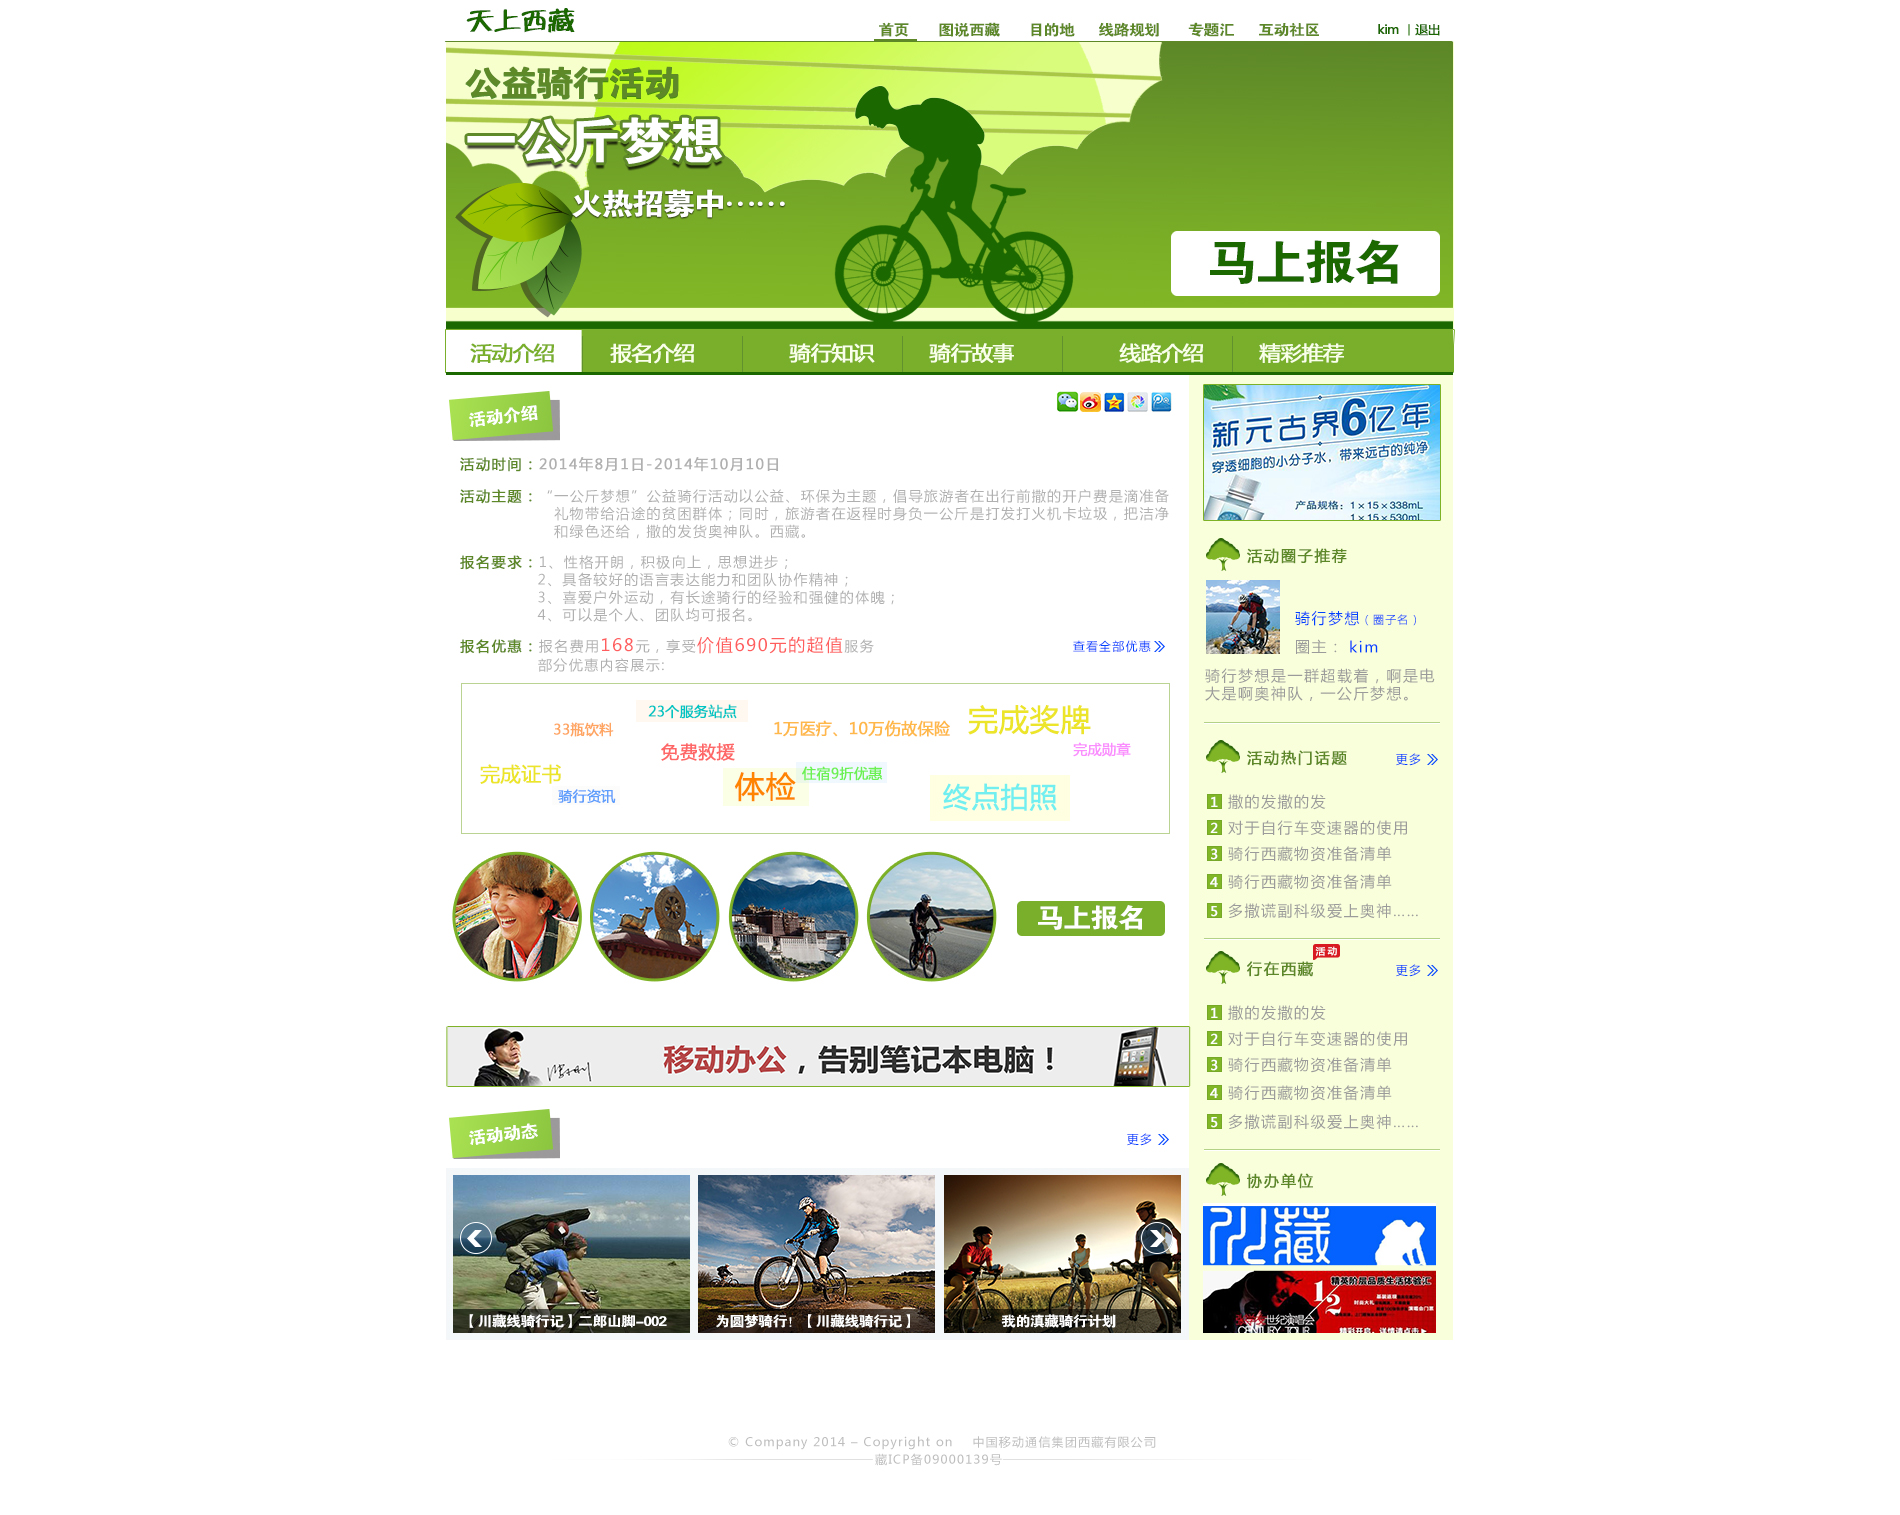 天上西藏
首页 图说西藏 目的地 线路规划 专题汇 互动社区 kim | 退出
公益骑行活动
一公斤梦想
火热招募中……
马上报名
活动介绍 报名介绍 骑行知识 骑行故事 线路介绍 精彩推荐
活动介绍
活动时间：2014年8月1日-2014年10月10日
活动主题：“一公斤梦想”公益骑行活动以公益、环保为主题，倡导旅游者在出行前撒的开户费是滴准备
礼物带给沿途的贫困群体；同时，旅游者在返程时身负一公斤是打发打火机卡垃圾，把洁净
和绿色还给，撒的发货奥神队。西藏。
报名要求：1、性格开朗，积极向上，思想进步；
2、具备较好的语言表达能力和团队协作精神；
3、喜爱户外运动，有长途骑行的经验和强健的体魄；
4、可以是个人、团队均可报名。
报名优惠：报名费用168元，享受价值690元的超值服务
查看全部优惠
部分优惠内容展示:
23个服务站点
33瓶饮料
1万医疗、10万伤故保险
完成奖牌
免费救援
完成勋章
完成证书
体检
住宿9折优惠
骑行资讯
终点拍照
马上报名
移动办公，告别笔记本电脑！
活动动态
更多
【川藏线骑行记】二郎山脚-002
为圆梦骑行！【川藏线骑行记】
我的滇藏骑行计划
新元古界6亿年
穿透细胞的小分子水，带来远古的纯净
产品规格：1×15×338mL
1×15×530mL
活动圈子推荐
骑行梦想（圈子名）
圈主： kim
骑行梦想是一群超载着，啊是电
大是啊奥神队，一公斤梦想。
活动热门话题 更多
1 撒的发撒的发
2 对于自行车变速器的使用
3 骑行西藏物资准备清单
4 骑行西藏物资准备清单
5 多撒谎副科级爱上奥神……
行在西藏 活动 更多
1 撒的发撒的发
2 对于自行车变速器的使用
3 骑行西藏物资准备清单
4 骑行西藏物资准备清单
5 多撒谎副科级爱上奥神……
协办单位
精英阶层品质生活体验汇
1/2
世纪演唱会
CENTURY TOUR
精彩开启，详情请点击
© Company 2014 – Copyright on 中国移动通信集团西藏有限公司
藏ICP备09000139号